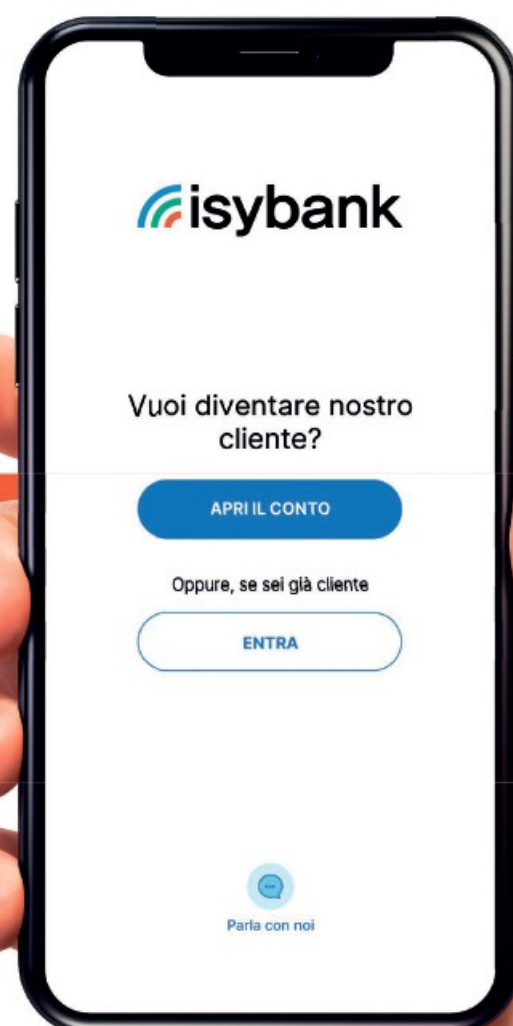 isybank
Vuoi diventare nostro
cliente?
APRI IL CONTO
Oppure, se sei già cliente
ENTRA
Parla con noi